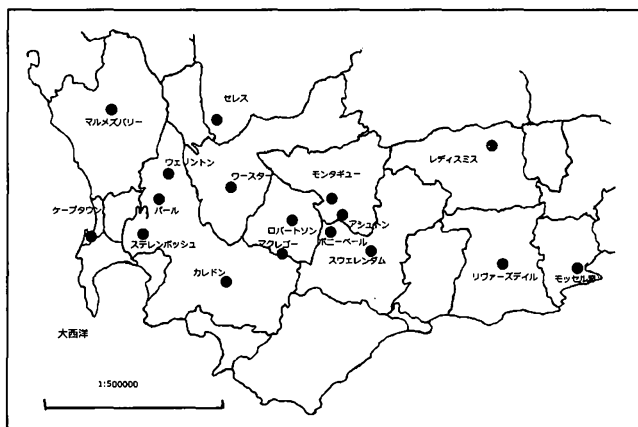 セレス
マルメズバリー
レディスミス
ウェリントン
ワースター
モンタギュー
パール
アシュトン
ケープタウン
ロバートソン
ステレンボッシュ
ボニーベール
マクレゴー
スウェレンダム
カレドン
リヴァーズデイル
モッセル
大西洋
1:500000